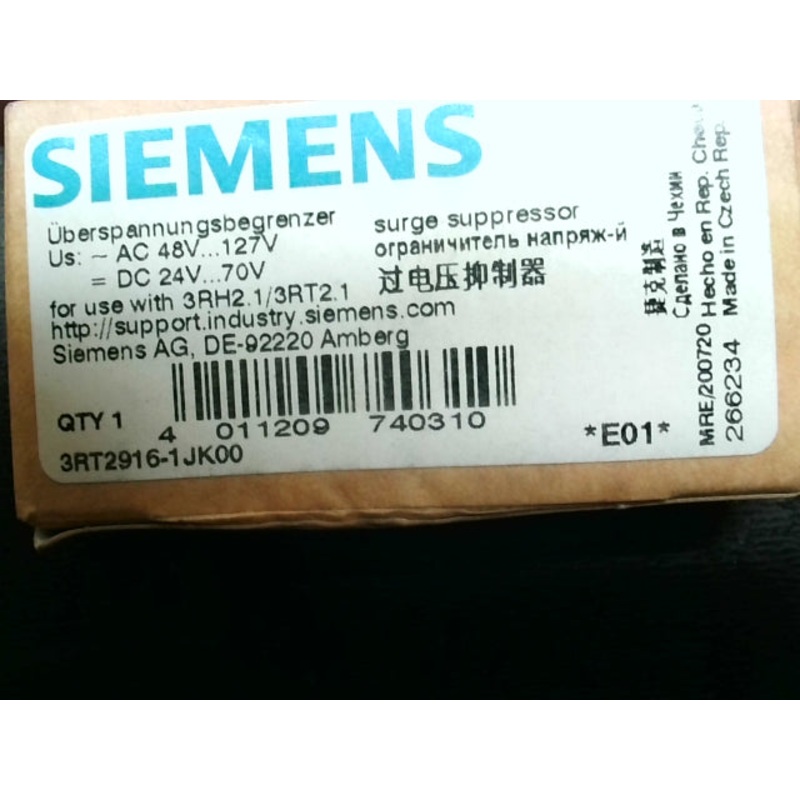 SIEMENS
Überspannungsbegrenzer
Us: ~ AC 48V...127V
= DC 24V...70V
for use with 3RH2.1/3RT2.1
http://support.industry.siemens.com
Siemens AG, DE-92220 Amberg
surge suppressor
ограничитель напряж-й
过电压抑制器
QTY 1
4 011209 740310
3RT2916-1JK00
*E01*
捷克制造
Сделано в Чехии
MRE/200720 Hecho en Rep.
266234 Made in Czech Rep.